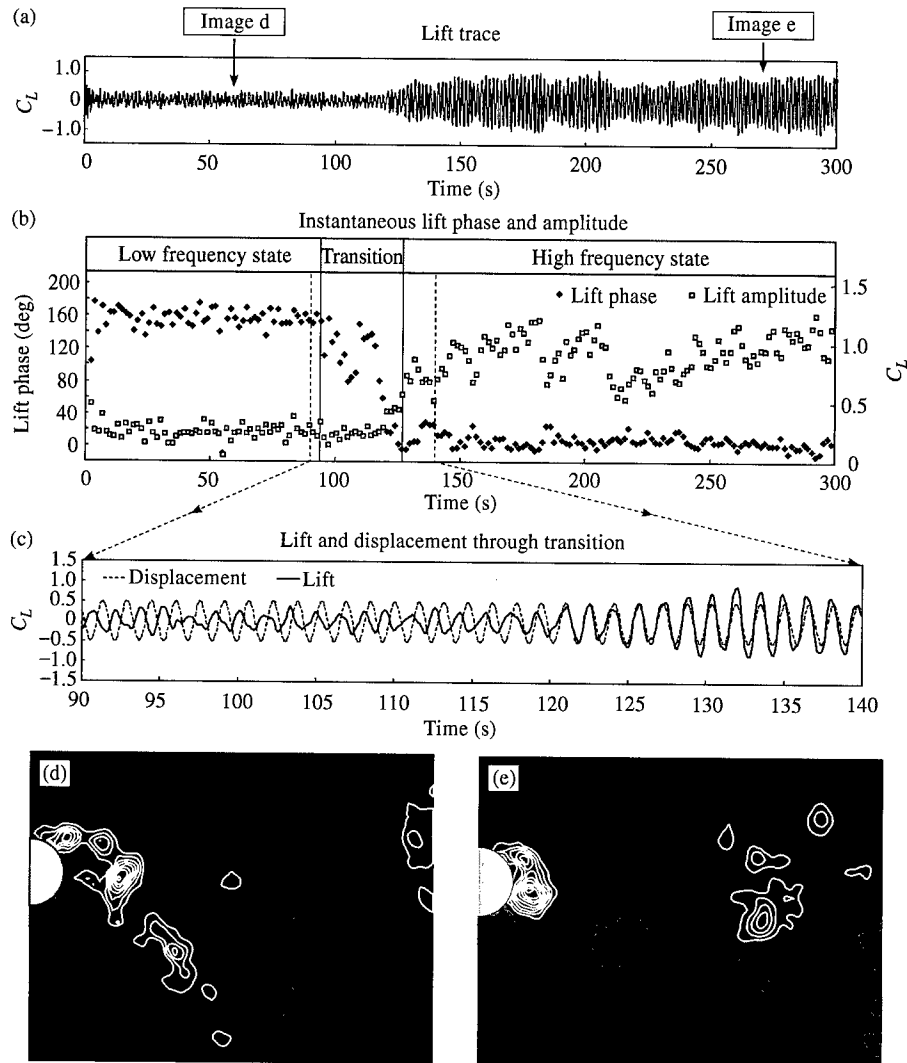 (a)
Image d
Lift trace
Image e
1.0
0
−1.0
C_L
0 50 100 150 200 250 300
Time (s)
(b)
Instantaneous lift phase and amplitude
Low frequency state Transition High frequency state
Lift phase Lift amplitude
200
160
120
80
40
0
Lift phase (deg)
1.5
1.0
0.5
0
C_L
0 50 100 150 200 250 300
Time (s)
(c)
Lift and displacement through transition
Displacement Lift
1.5
1.0
0.5
0
−0.5
−1.0
−1.5
C_L
90 95 100 105 110 115 120 125 130 135 140
Time (s)
(d)
(e)